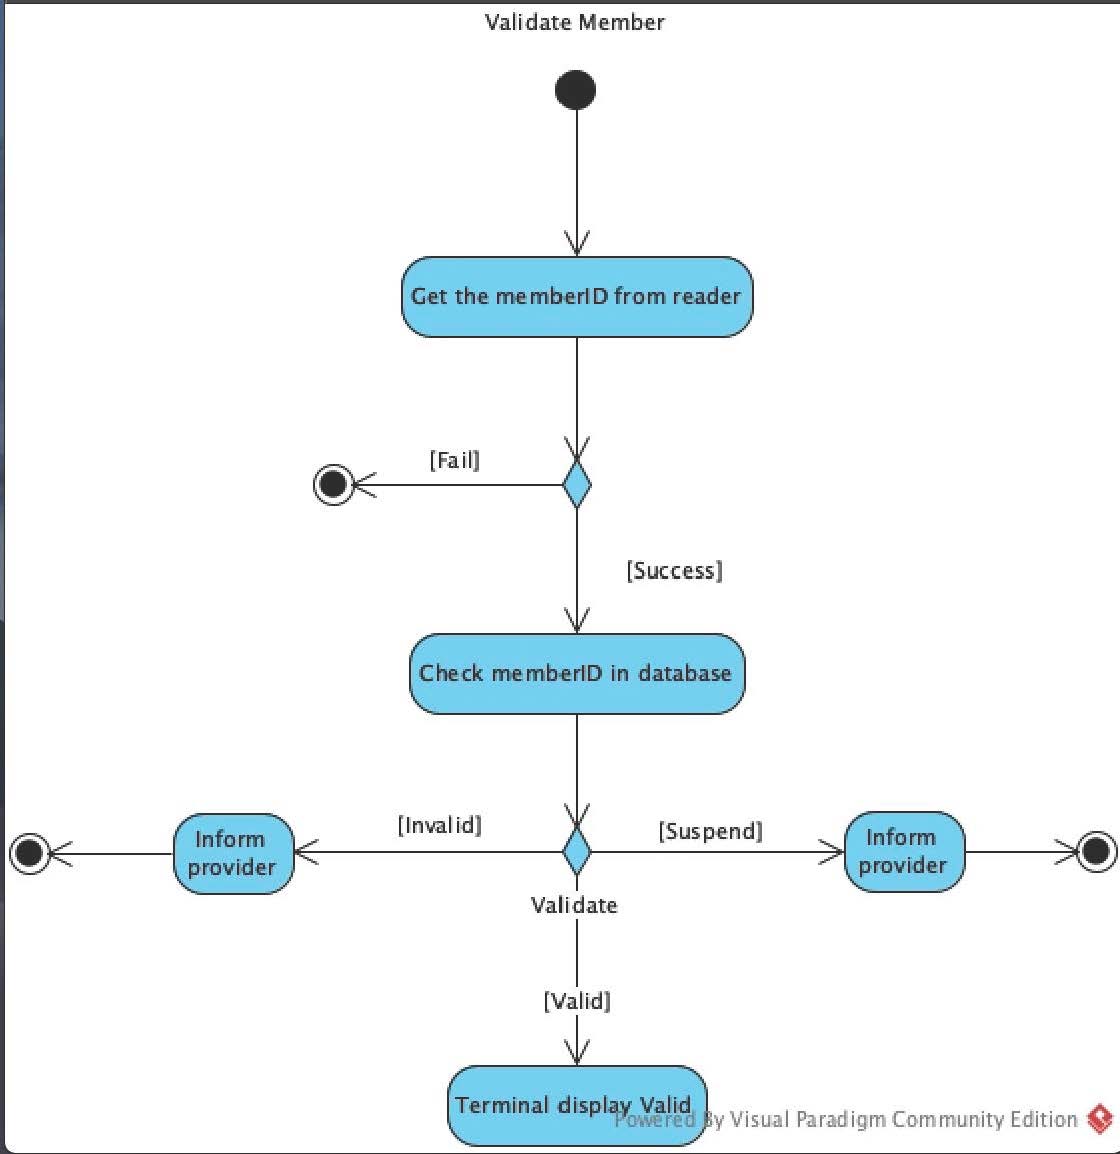 Validate Member
Get the memberID from reader
[Fail]
[Success]
Check memberID in database
[Invalid]
[Suspend]
Inform
provider
Inform
provider
Validate
[Valid]
Terminal display Valid
Powered By Visual Paradigm Community Edition